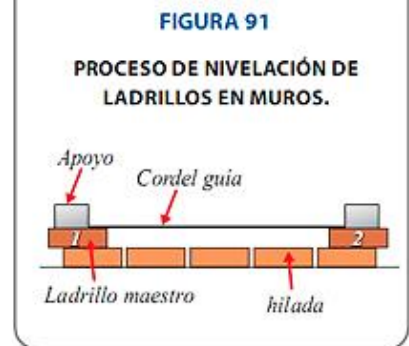 FIGURA 91
PROCESO DE NIVELACIÓN DE
LADRILLOS EN MUROS.
Apoyo
Cordel guía
1
2
Ladrillo maestro
hilada